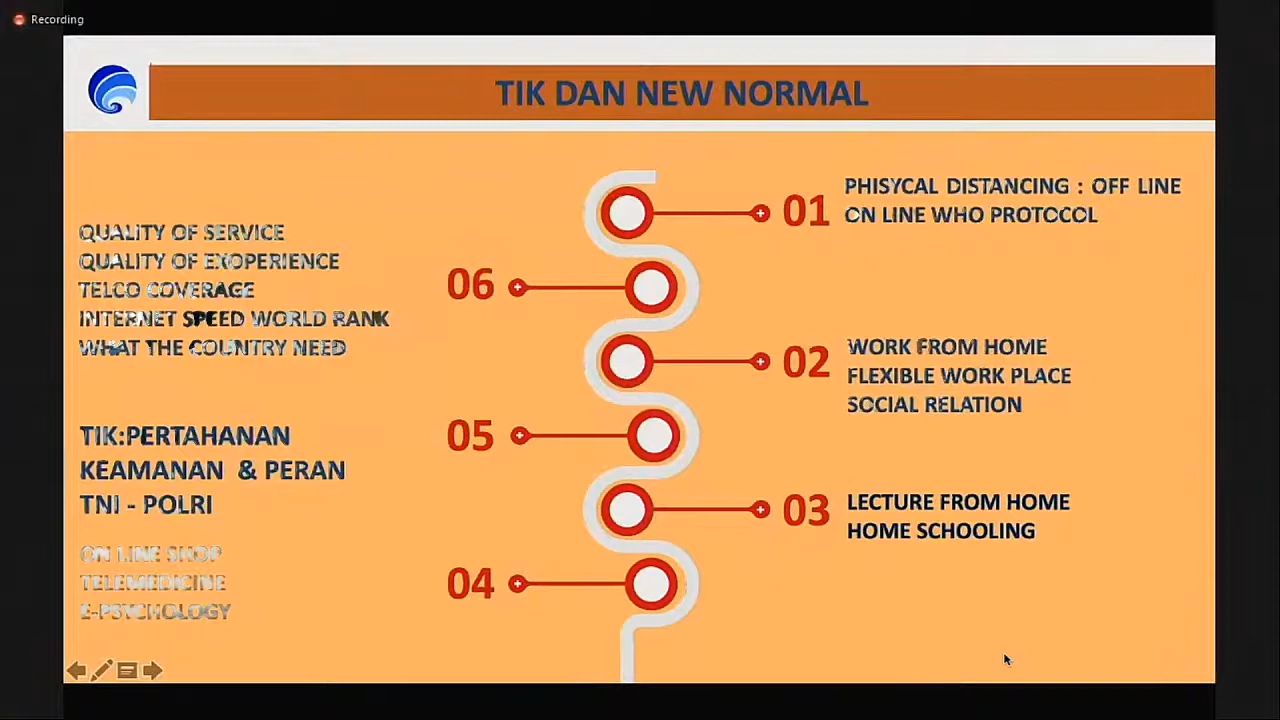 Recording
TIK DAN NEW NORMAL
01
PHISYCAL DISTANCING : OFF LINE
ON LINE WHO PROTOCOL
06
QUALITY OF SERVICE
QUALITY OF EXOPERIENCE
TELCO COVERAGE
INTERNET SPEED WORLD RANK
WHAT THE COUNTRY NEED
02
WORK FROM HOME
FLEXIBLE WORK PLACE
SOCIAL RELATION
05
TIK:PERTAHANAN
KEAMANAN & PERAN
TNI - POLRI
03
LECTURE FROM HOME
HOME SCHOOLING
04
ON LINE SHOP
TELEMEDICINE
E-PSYCHOLOGY